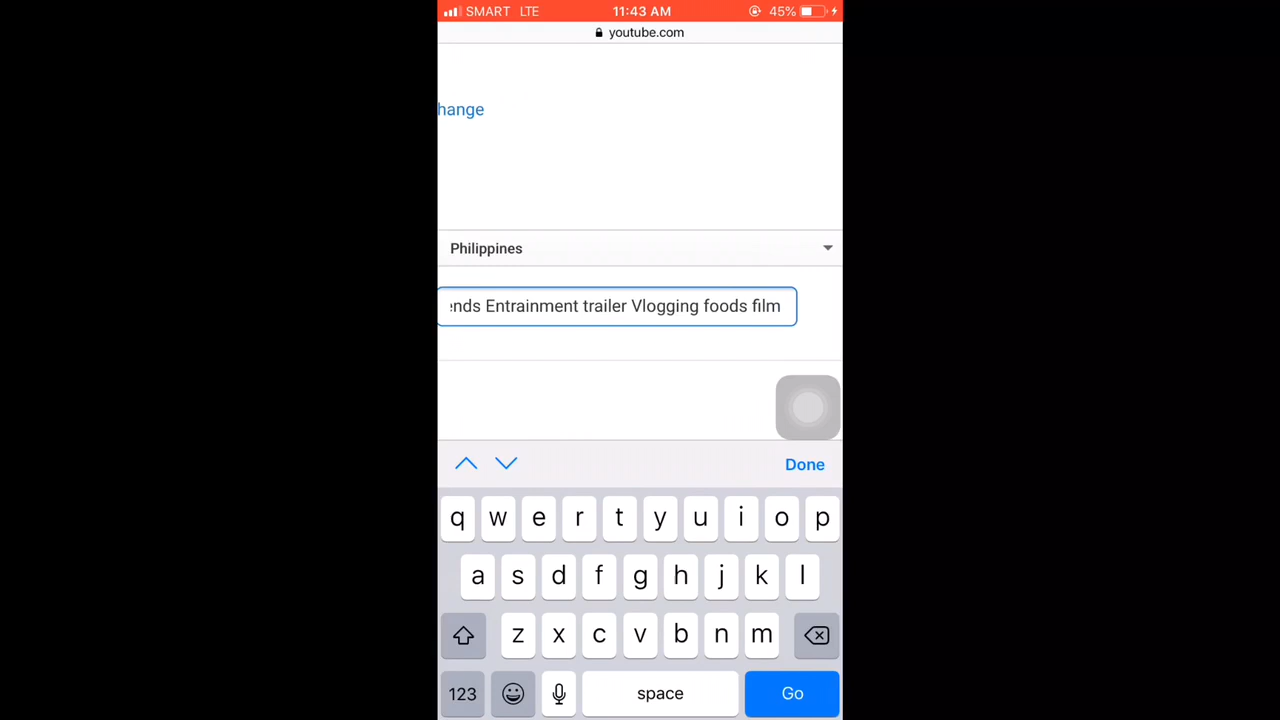 SMART LTE 11:43 AM 45%
youtube.com
hange
Philippines
ends Entrainment trailer Vlogging foods film
Done
q w e r t y u i o p
a s d f g h j k l
z x c v b n m
123 space Go